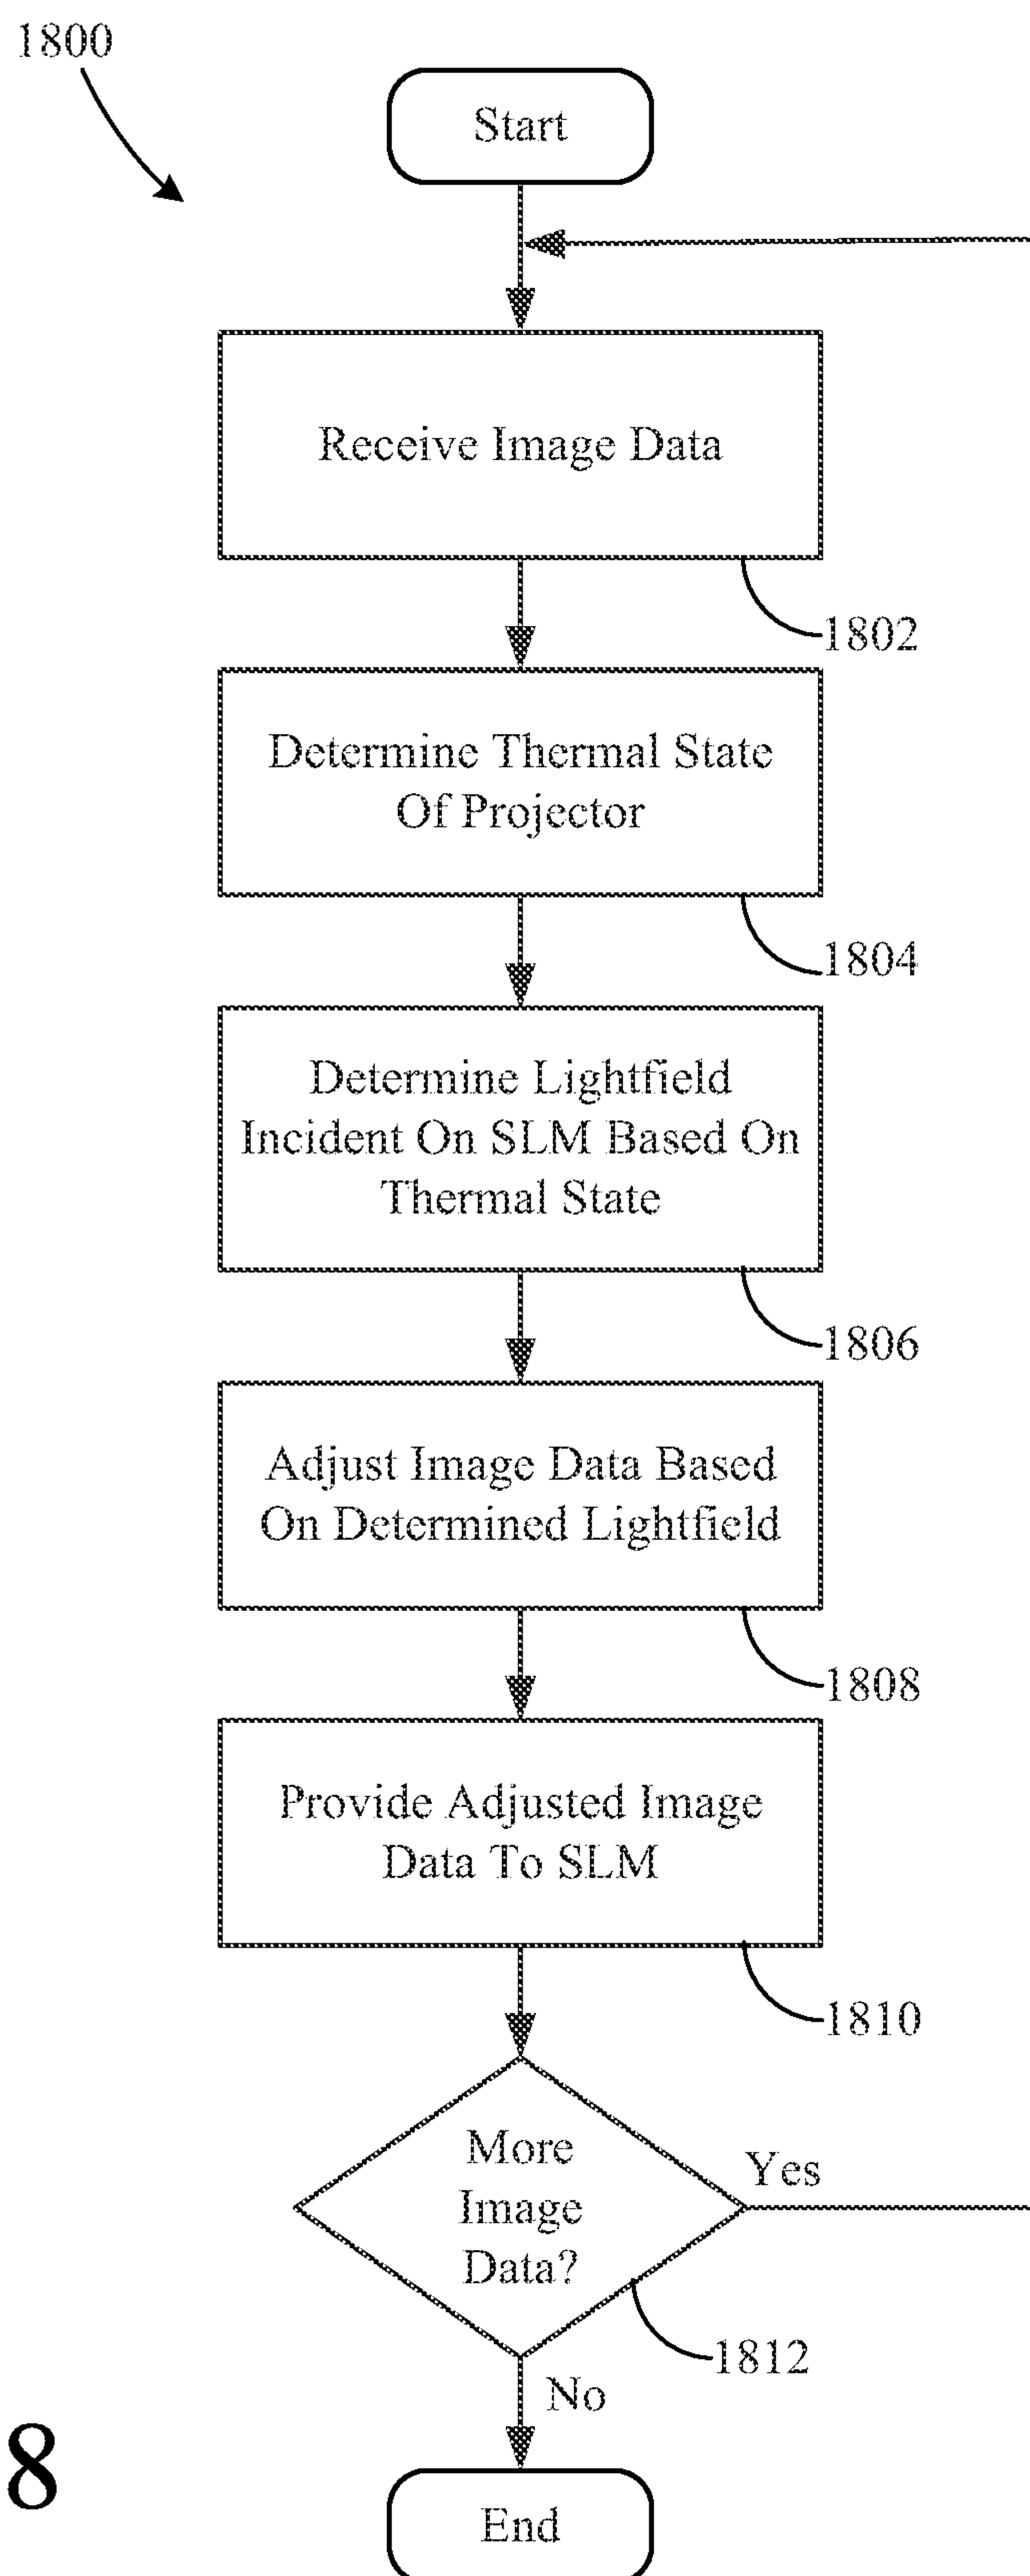 1800
Start
Receive Image Data
1802
Determine Thermal State
Of Projector
1804
Determine Lightfield
Incident On SLM Based On
Thermal State
1806
Adjust Image Data Based
On Determined Lightfield
1808
Provide Adjusted Image
Data To SLM
1810
More
Image
Data?
Yes
1812
No
8
End